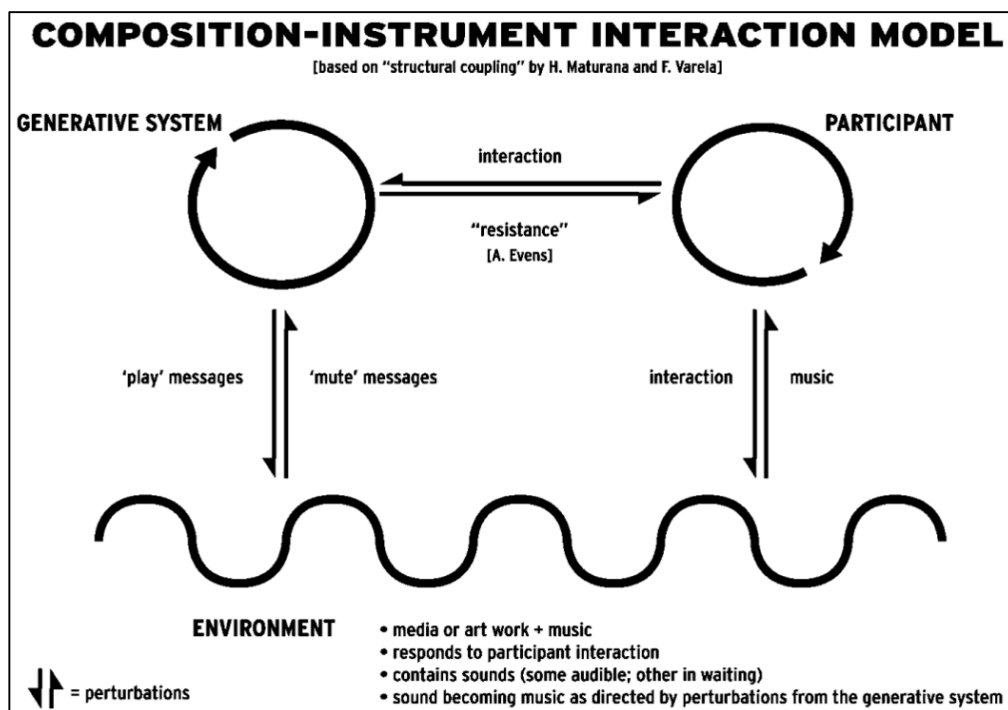 COMPOSITION-INSTRUMENT INTERACTION MODEL
[based on “structural coupling” by H. Maturana and F. Varela]
GENERATIVE SYSTEM
PARTICIPANT
interaction
“resistance”
[A. Evens]
‘play’ messages
‘mute’ messages
interaction
music
ENVIRONMENT
• media or art work + music
• responds to participant interaction
• contains sounds (some audible; other in waiting)
• sound becoming music as directed by perturbations from the generative system
= perturbations